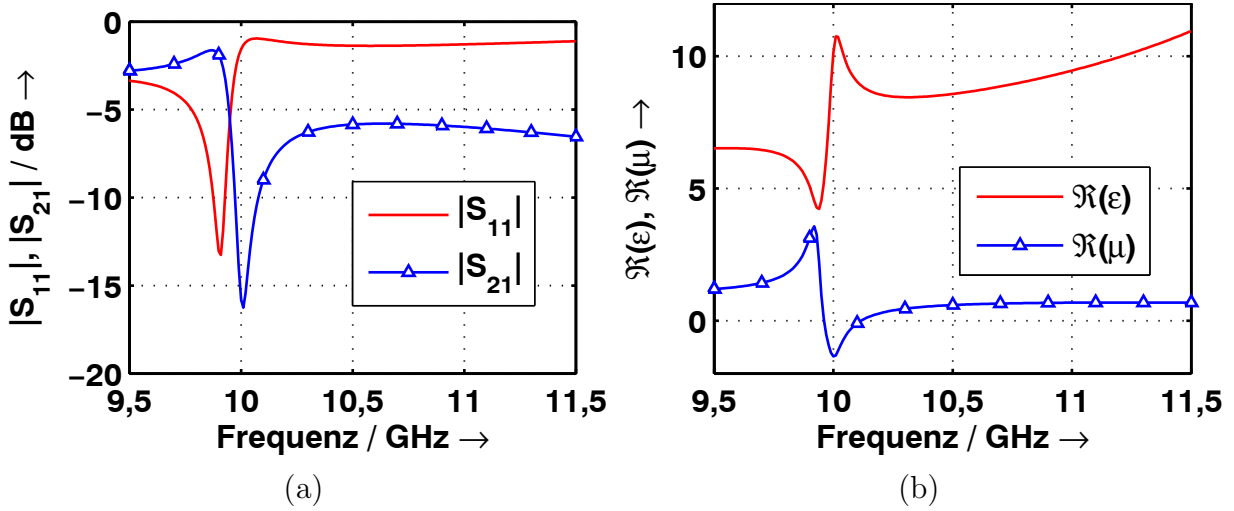 |S11|, |S21| / dB →
0
−5
−10
−15
−20
9,5 10 10,5 11 11,5
Frequenz / GHz →
|S11|
|S21|
(a)
ℜ(ε), ℜ(μ) →
10
5
0
9,5 10 10,5 11 11,5
Frequenz / GHz →
ℜ(ε)
ℜ(μ)
(b)